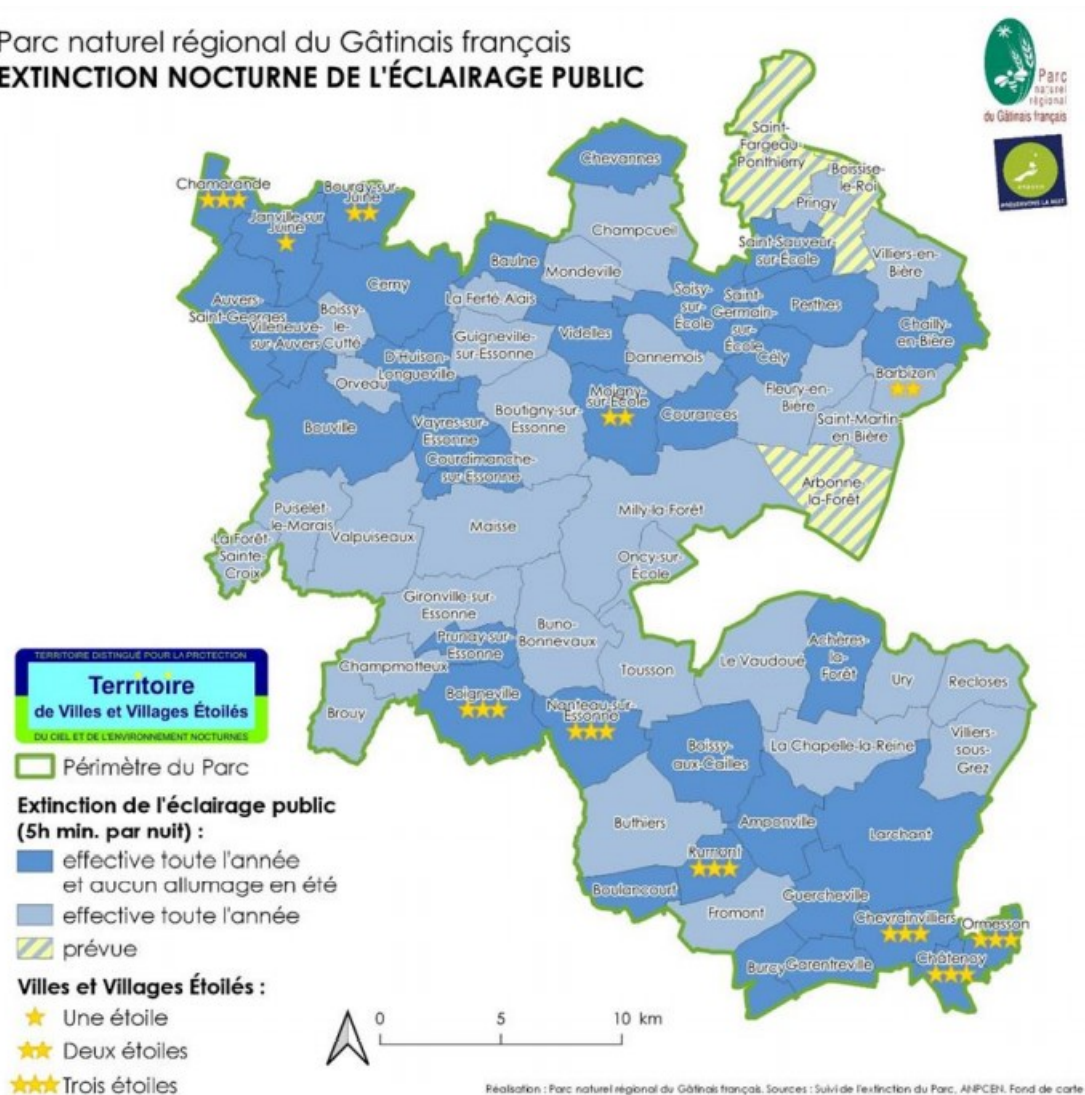 Parc naturel régional du Gâtinais français
EXTINCTION NOCTURNE DE L'ÉCLAIRAGE PUBLIC
Parc
naturel
régional
du Gâtinais français
PRÉSERVONS LA NUIT
Saint-
Fargeau-
Ponthierry
Boissise-
le-Roi
Pringy
Chevannes
Chamarande
Bouray-sur-
Juine
Janville-sur
Juine
Champcueil
Saint-Sauveur-
sur-École
Villiers-en-
Bière
Baulne
Mondeville
Cerny
La Ferté-Alais
Soisy-
sur-
École
Saint-
Germain-
sur-
École
Perthes
Auvers-
Saint-Georges
Villeneuve-
sur-Auvers
Boissy-
le-
Cutté
Guigneville-
sur-Essonne
Videlles
Dannemois
Cély
Chailly-
en-Bière
D'Huison-
Longueville
Orveau
Barbizon
Fleury-en-
Bière
Moigny-
sur-École
Courances
Boutigny-sur-
Essonne
Saint-Martin-
en-Bière
Bouville
Vayres-sur-
Essonne
Courdimanche-
sur-Essonne
Arbonne-
la-Forêt
Puiselet-
le-Marais
Valpuiseaux
Maisse
Milly-la-Forêt
La Forêt-
Sainte-
Croix
Oncy-sur-
École
Gironville-sur-
Essonne
Buno-
Bonnevaux
Prunay-sur-
Essonne
Champmotteux
Tousson
Le Vaudoué
Achères-
la-
Forêt
Ury
Recloses
Brouy
Boigneville
Nanteau-sur-
Essonne
Boissy-
aux-Cailles
La Chapelle-la-Reine
Villiers-
sous-
Grez
Buthiers
Amponville
Larchant
Rumont
Boulancourt
Fromont
Guercheville
Chevrainvilliers
Ormesson
Burcy
Garentreville
Châtenoy
TERRITOIRE DISTINGUÉ POUR LA PROTECTION
Territoire
de Villes et Villages Étoilés
DU CIEL ET DE L'ENVIRONNEMENT NOCTURNES
Périmètre du Parc
Extinction de l'éclairage public
(5h min. par nuit) :
effective toute l'année
et aucun allumage en été
effective toute l'année
prévue
Villes et Villages Étoilés :
Une étoile
Deux étoiles
Trois étoiles
0 5 10 km
Réalisation : Parc naturel régional du Gâtinais français. Sources : Suivi de l'extinction du Parc, ANPCEN. Fond de carte